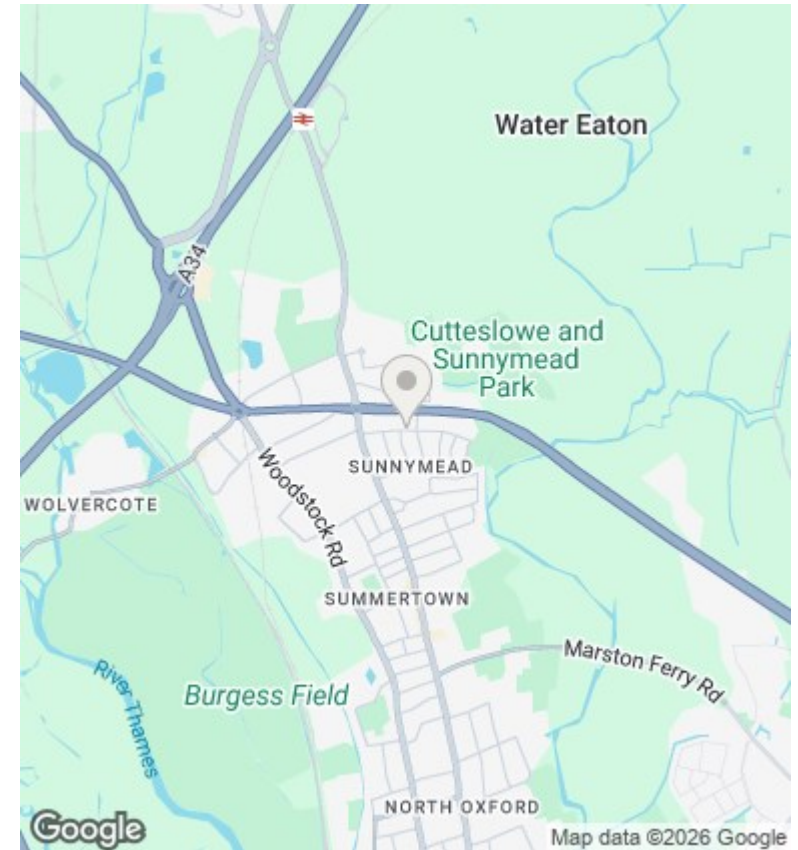 Water Eaton
A34
Cutteslowe and
Sunnymead
Park
SUNNYMEAD
Woodstock Rd
WOLVERCOTE
SUMMERTOWN
Marston Ferry Rd
River Thames
Burgess Field
NORTH OXFORD
Google
Map data ©2026 Google